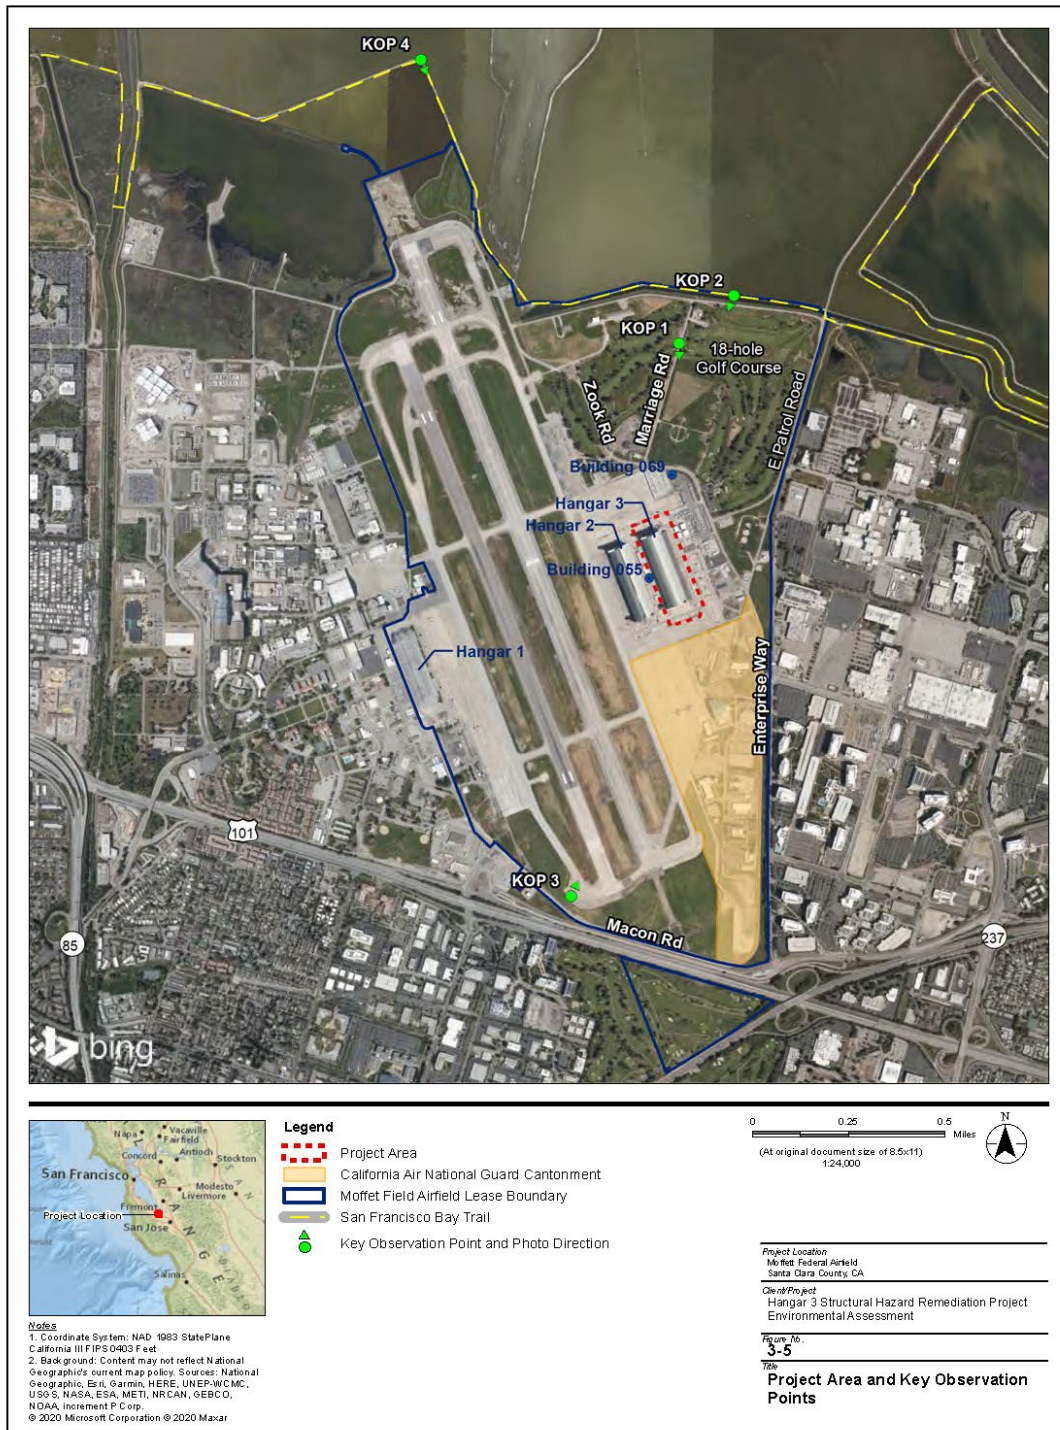 KOP 4
KOP 2
KOP 1
18-hole
Golf Course
Zook Rd
Marriage Rd
E Patrol Road
Building 069
Hangar 3
Hangar 2
Building 055
Hangar 1
Enterprise Way
101
KOP 3
Macon Rd
85
237
bing
Napa
Vacaville
Fairfield
Concord
Antioch
Stockton
San Francisco
Modesto
Livermore
Fremont
Project Location
San Jose
Salinas
Legend
Project Area
California Air National Guard Cantonment
Moffet Field Airfield Lease Boundary
San Francisco Bay Trail
Key Observation Point and Photo Direction
0 0.25 0.5
Miles
(At original document size of 8.5x11)
1:24,000
N
Notes
1. Coordinate System: NAD 1983 StatePlane
California III FIPS 0403 Feet
2. Background: Content may not reflect National
Geographic's current map policy. Sources: National
Geographic, Esri, Garmin, HERE, UNEP-WCMC,
USGS, NASA, ESA, METI, NRCAN, GEBCO,
NOAA, increment P Corp.
© 2020 Microsoft Corporation © 2020 Maxar
Project Location
Moffett Federal Airfield
Santa Clara County, CA
Client/Project
Hangar 3 Structural Hazard Remediation Project
Environmental Assessment
Figure No.
3-5
Title
Project Area and Key Observation
Points